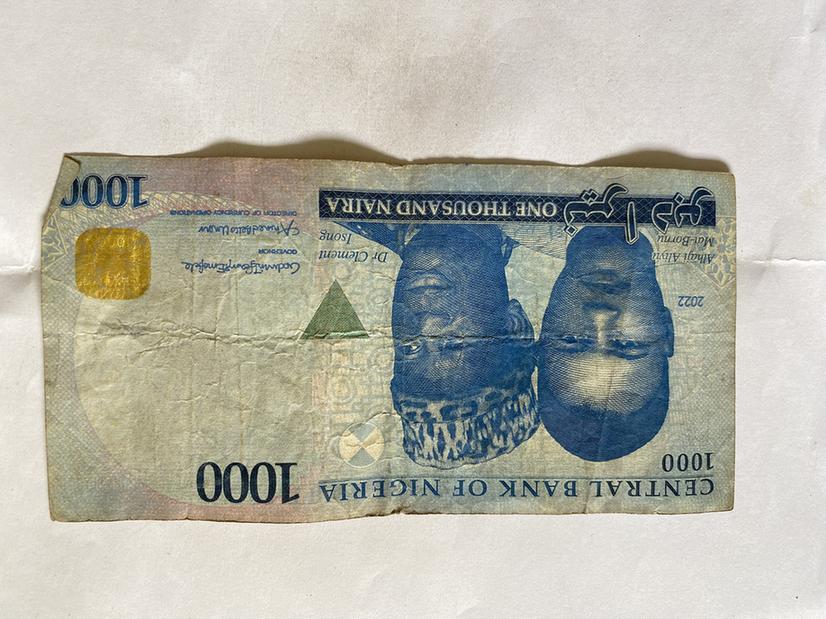 CENTRAL BANK OF NIGERIA
1000
1000
2022
Alhaji Aliyu
Mai-Bornu
Dr Clement
Isong
ONE THOUSAND NAIRA
GOVERNOR
DIRECTOR OF CURRENCY OPERATIONS
1000